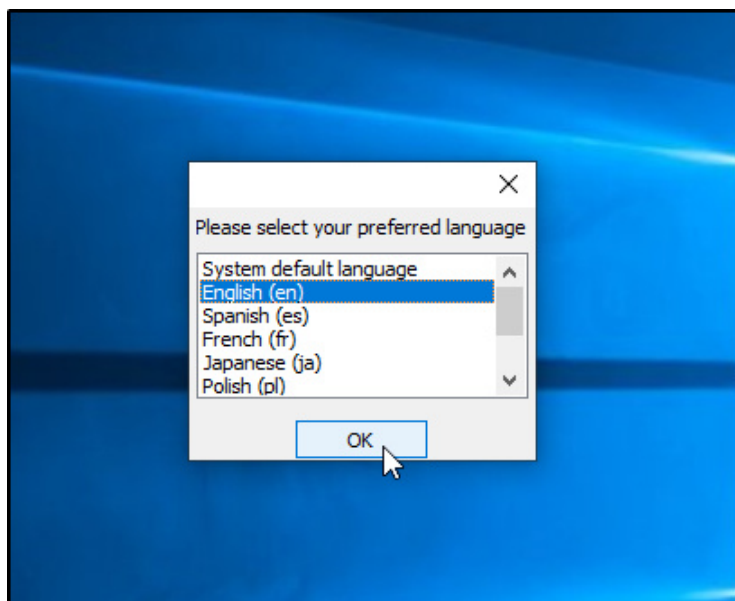 Please select your preferred language
System default language
English (en)
Spanish (es)
French (fr)
Japanese (ja)
Polish (pl)
OK